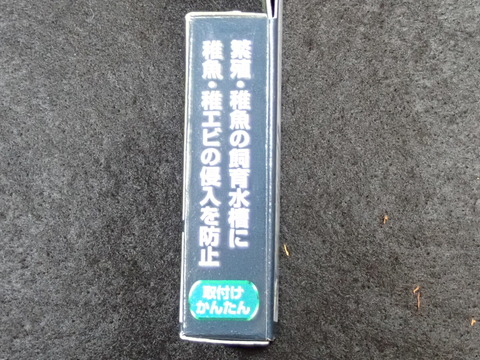 繁殖・稚魚の飼育水槽に
稚魚・稚エビの侵入を防止
取付け
かんたん